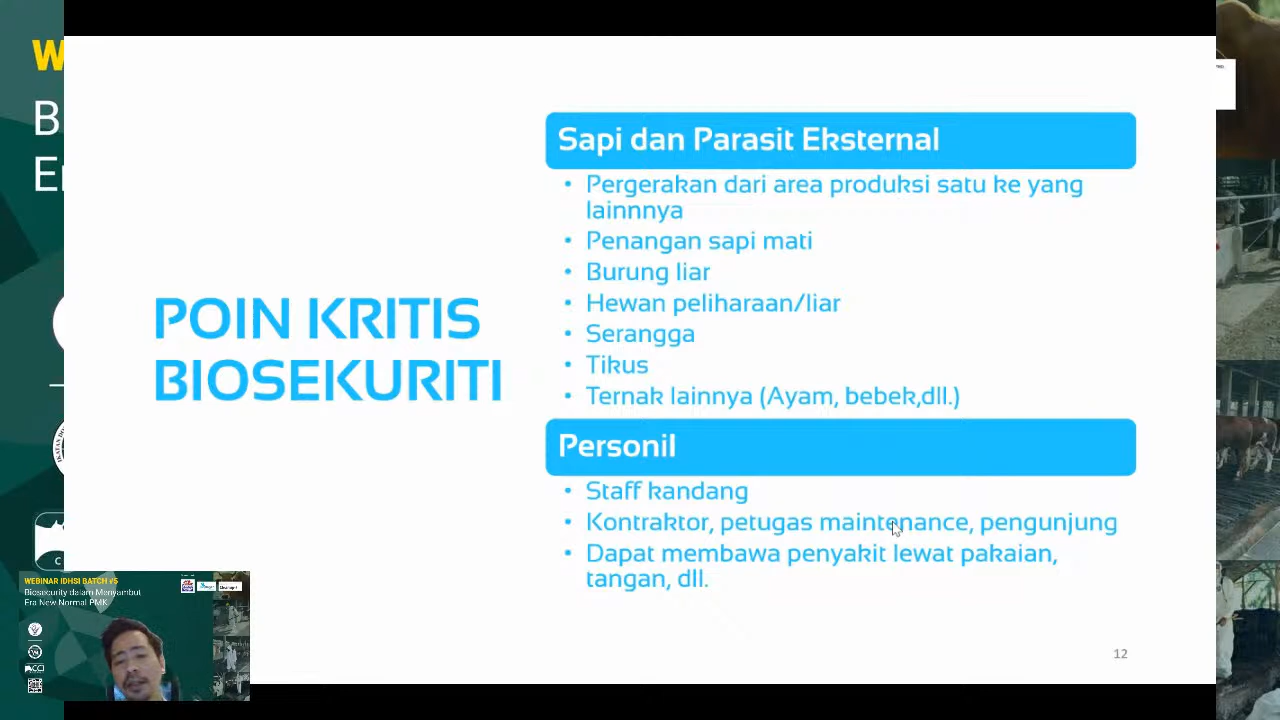 POIN KRITIS
BIOSEKURITI
Sapi dan Parasit Eksternal
• Pergerakan dari area produksi satu ke yang
lainnnya
• Penangan sapi mati
• Burung liar
• Hewan peliharaan/liar
• Serangga
• Tikus
• Ternak lainnya (Ayam, bebek,dll.)
Personil
• Staff kandang
• Kontraktor, petugas maintenance, pengunjung
• Dapat membawa penyakit lewat pakaian,
tangan, dll.
12
WEBINAR IDHSI BATCH #5
Biosecurity dalam Menyambut
Era New Normal PMK